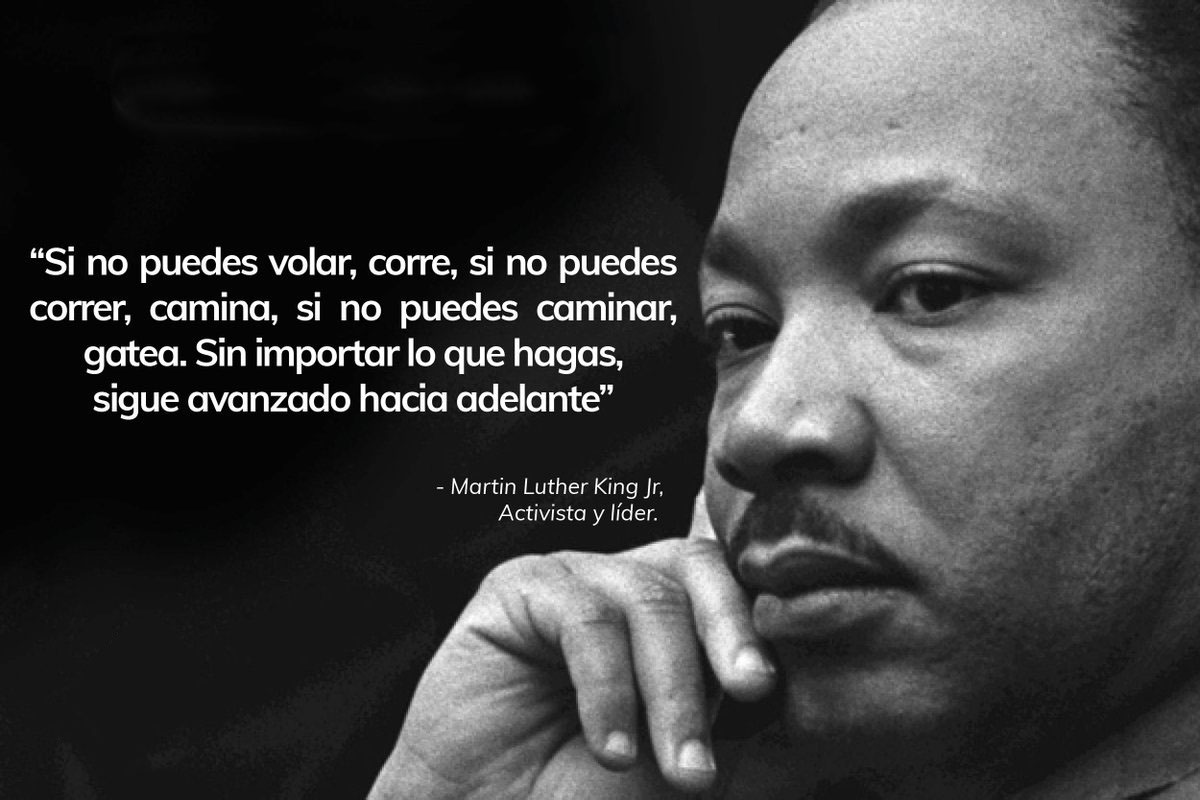 “Si no puedes volar, corre, si no puedes
correr, camina, si no puedes caminar,
gatea. Sin importar lo que hagas,
sigue avanzado hacia adelante”
- Martin Luther King Jr,
Activista y líder.